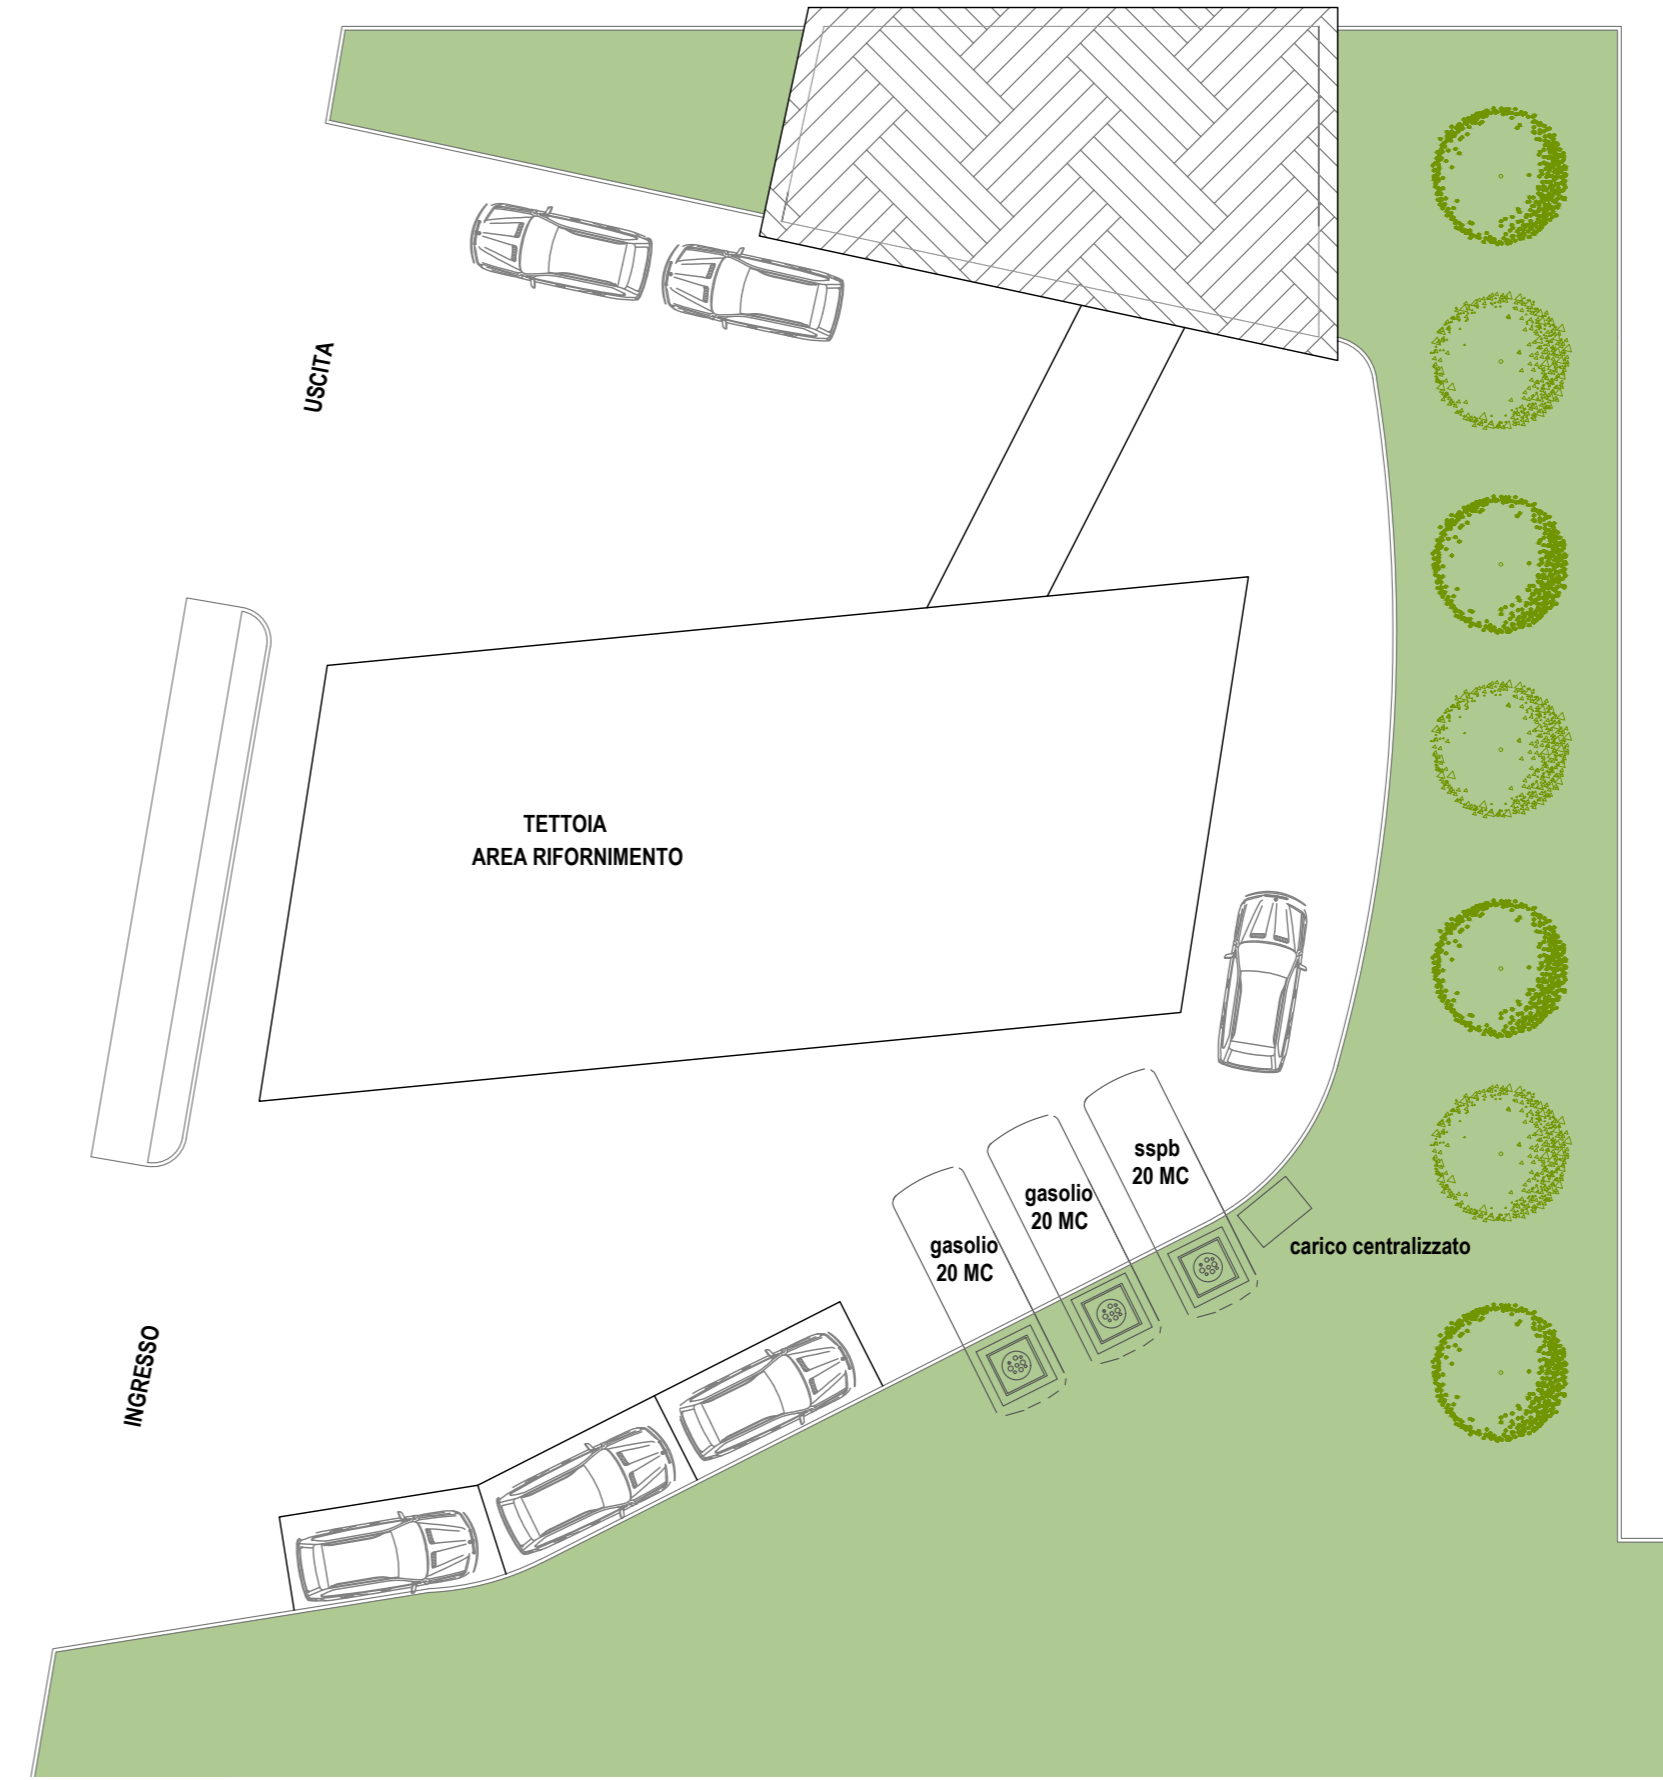 USCITA
TETTOIA
AREA RIFORNIMENTO
sspb
20 MC
gasolio
20 MC
gasolio
20 MC
carico centralizzato
INGRESSO